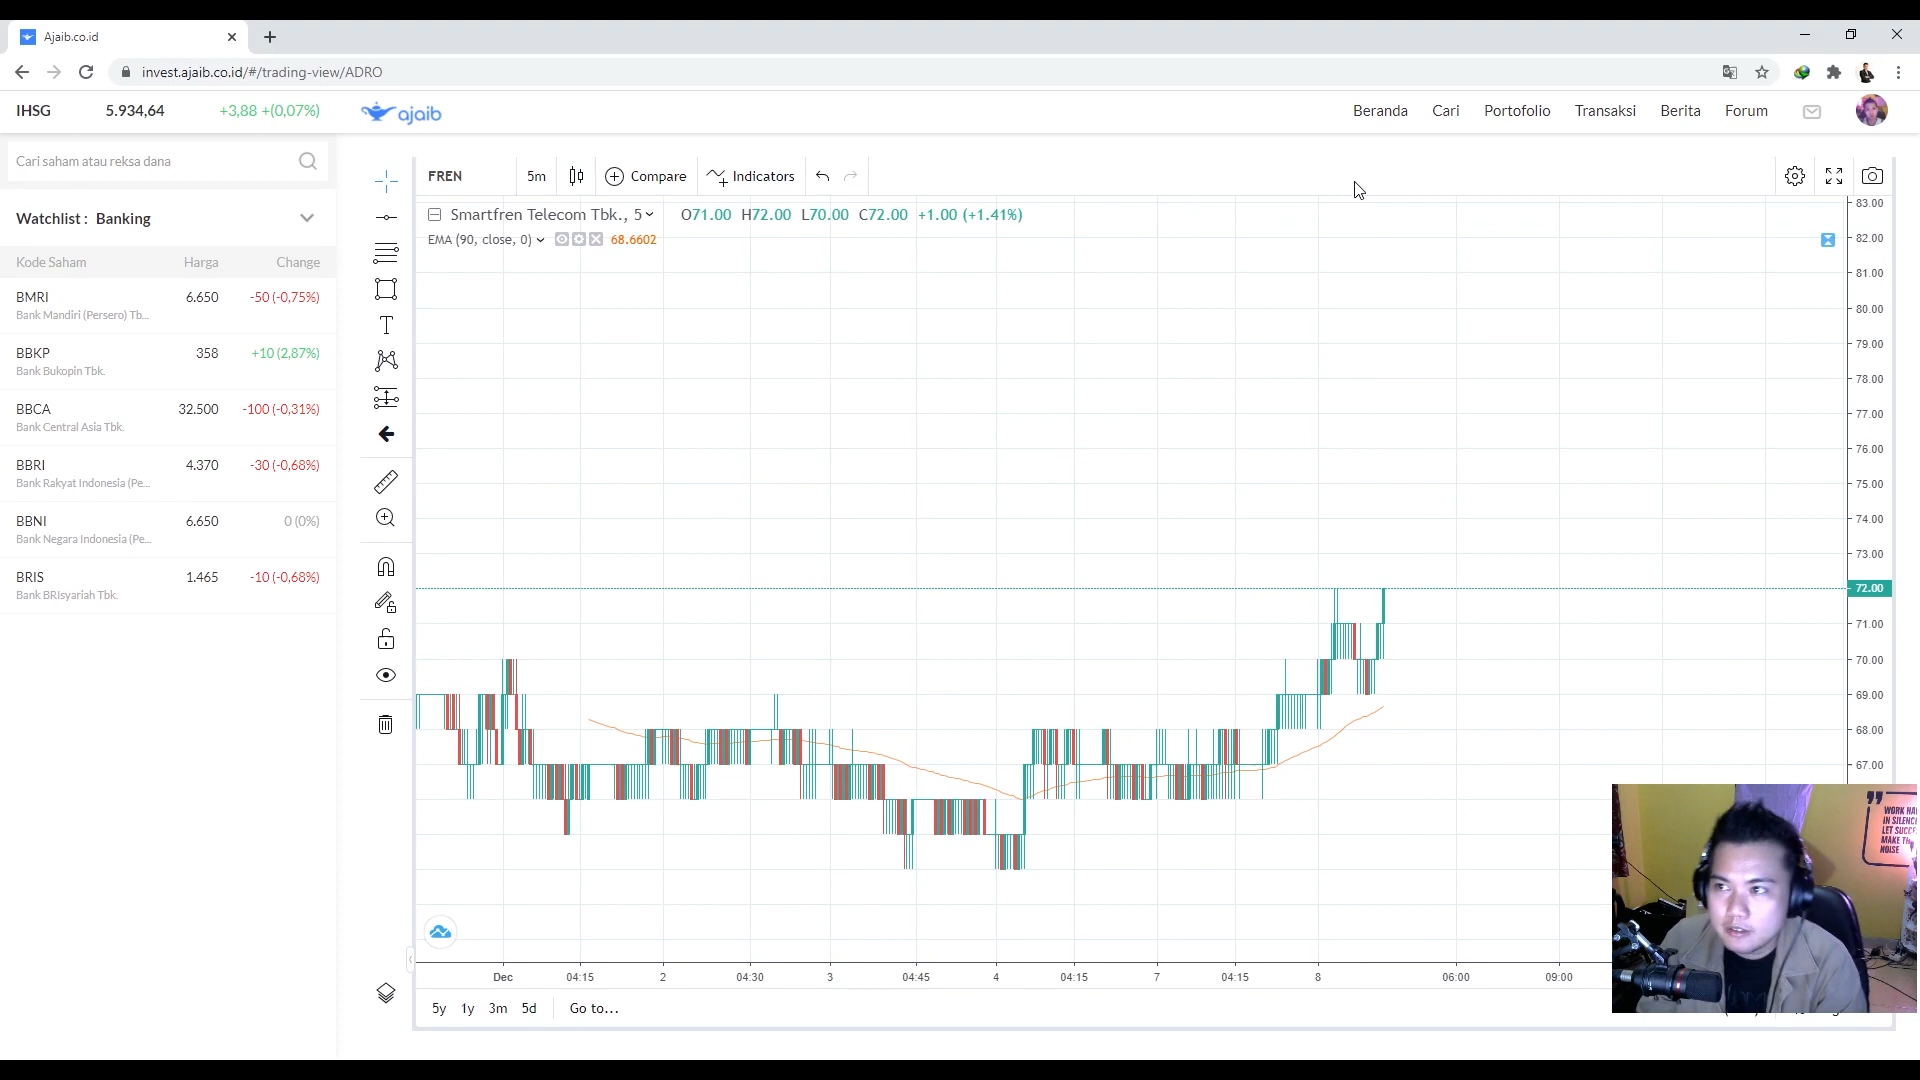 Ajaib.co.id
invest.ajaib.co.id/#/trading-view/ADRO
IHSG 5.934,64 +3,88 +(0,07%) ajaib Beranda Cari Portofolio Transaksi Berita Forum
Cari saham atau reksa dana
Watchlist : Banking
Kode Saham Harga Change
BMRI 6.650 -50 (-0,75%)
Bank Mandiri (Persero) Tb...
BBKP 358 +10 (2,87%)
Bank Bukopin Tbk.
BBCA 32.500 -100 (-0,31%)
Bank Central Asia Tbk.
BBRI 4.370 -30 (-0,68%)
Bank Rakyat Indonesia (Pe...
BBNI 6.650 0 (0%)
Bank Negara Indonesia (Pe...
BRIS 1.465 -10 (-0,68%)
Bank BRIsyariah Tbk.
FREN 5m Compare Indicators
Smartfren Telecom Tbk., 5 O71.00 H72.00 L70.00 C72.00 +1.00 (+1.41%)
EMA (90, close, 0) 68.6602
83.00
82.00
81.00
80.00
79.00
78.00
77.00
76.00
75.00
74.00
73.00
72.00
71.00
70.00
69.00
68.00
67.00
Dec 04:15 2 04:30 3 04:45 4 04:15 7 04:15 8 06:00 09:00
5y 1y 3m 5d Go to...
WORK HA
IN SILENCE
LET SUCC
MAKE TH
NOISE